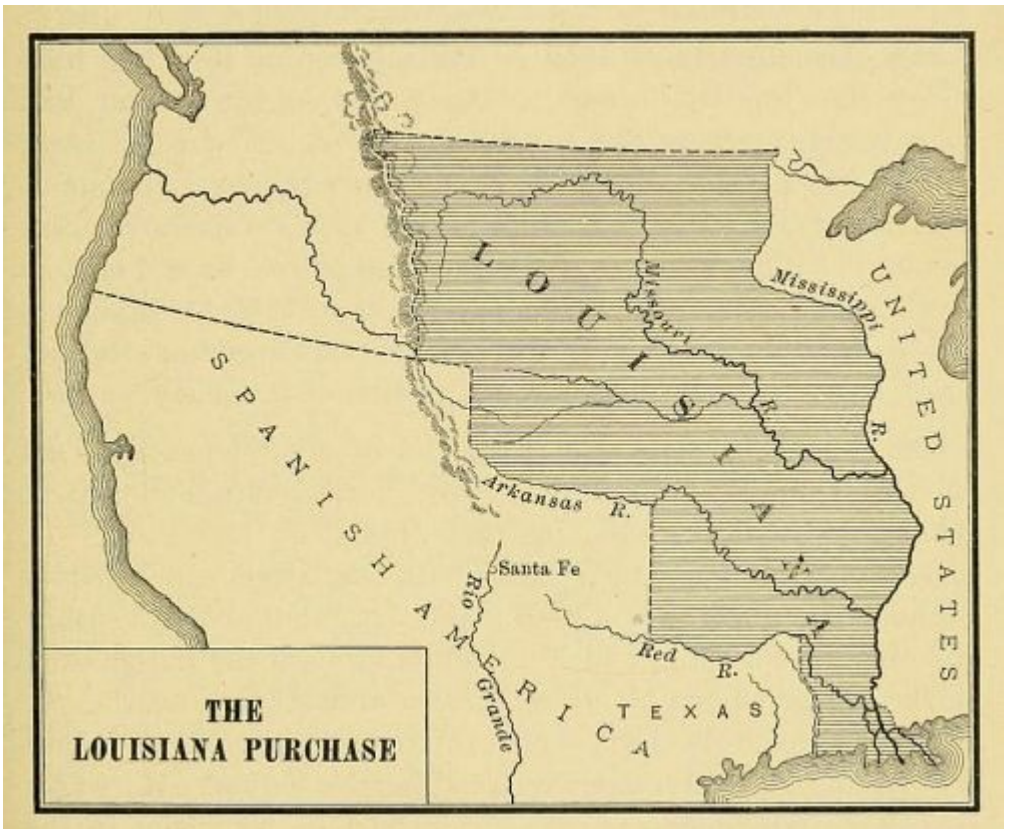 LOUISIANA
Missouri
R.
Mississippi
R.
UNITED STATES
SPANISH AMERICA
Arkansas R.
Santa Fe
Rio Grande
Red R.
TEXAS
THE
LOUISIANA PURCHASE